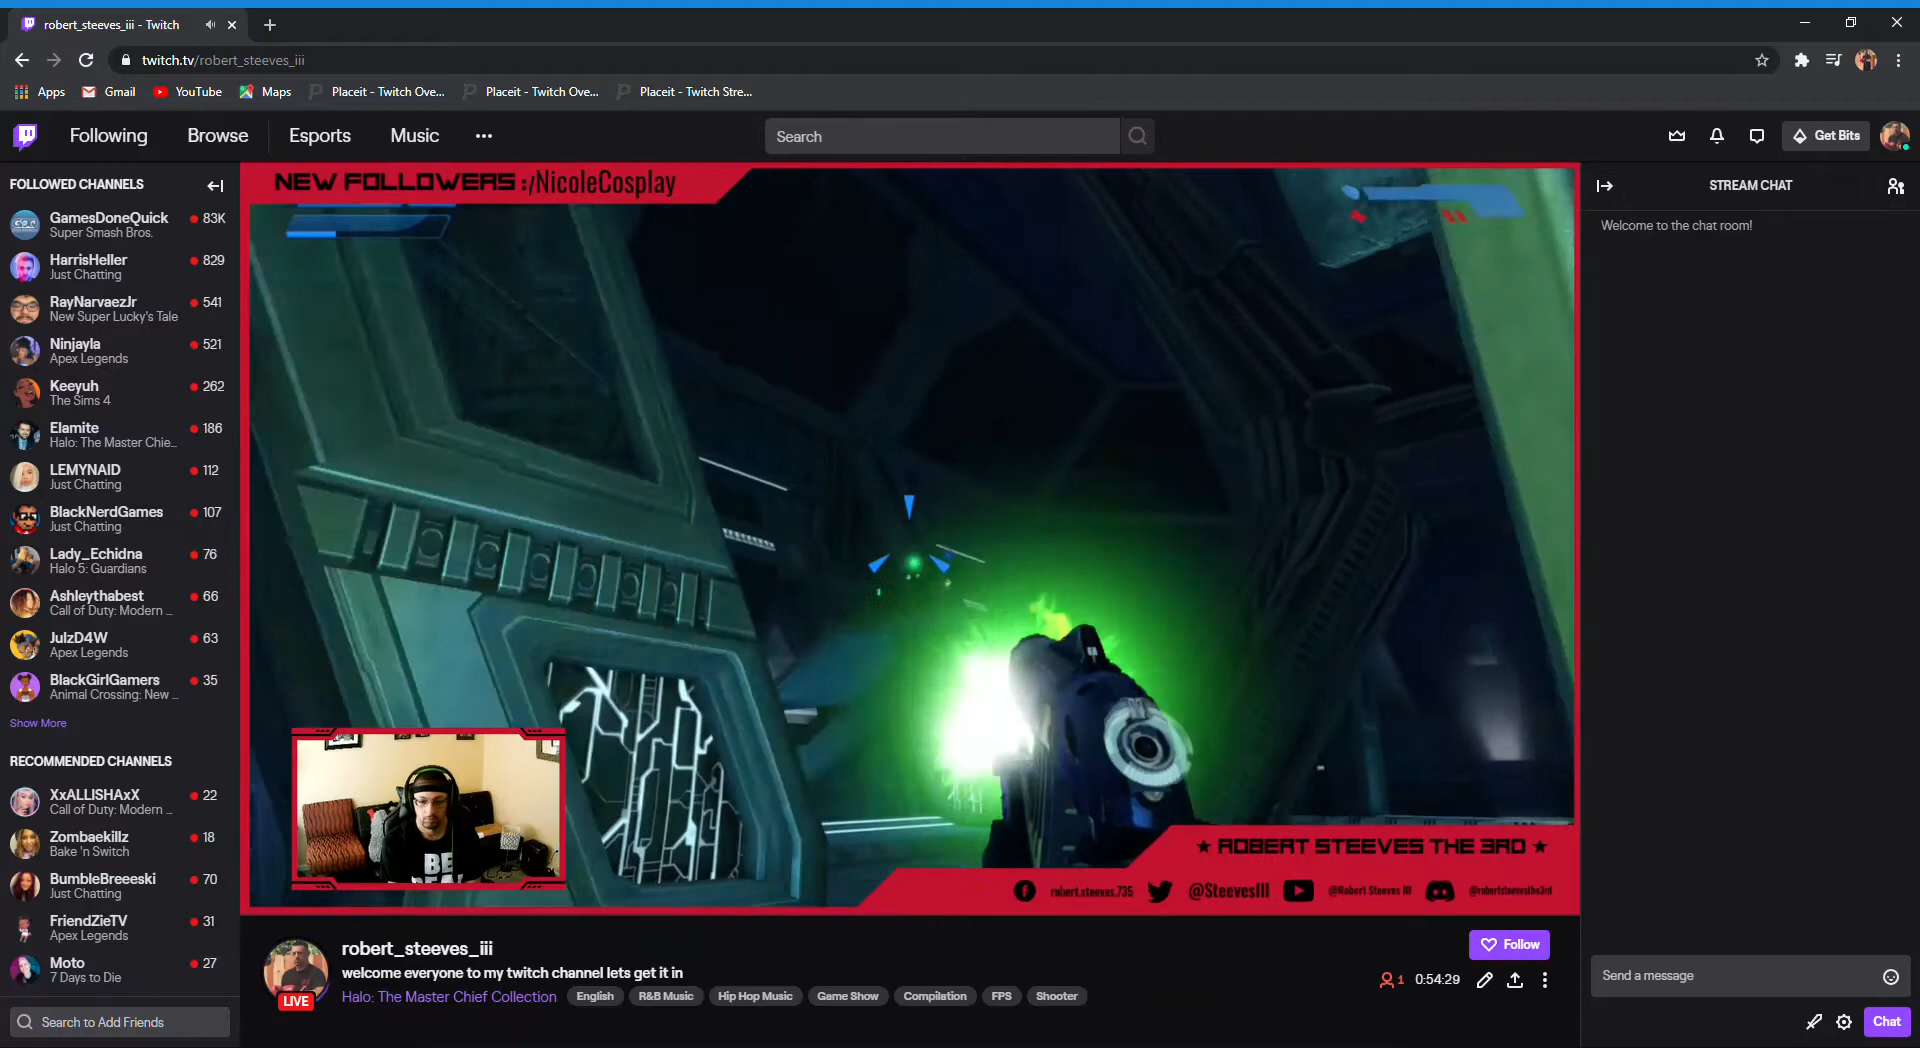 robert_steeves_iii - Twitch
twitch.tv/robert_steeves_iii
Apps
Gmail
YouTube
Maps
Placeit - Twitch Ove...
Placeit - Twitch Ove...
Placeit - Twitch Stre...
Following
Browse
Esports
Music
Search
Get Bits
FOLLOWED CHANNELS
GamesDoneQuick 83K
Super Smash Bros.
HarrisHeller 829
Just Chatting
RayNarvaezJr 541
New Super Lucky's Tale
Ninjayla 521
Apex Legends
Keeyuh 262
The Sims 4
Elamite 186
Halo: The Master Chie...
LEMYNAID 112
Just Chatting
BlackNerdGames 107
Just Chatting
Lady_Echidna 76
Halo 5: Guardians
Ashleythabest 66
Call of Duty: Modern ...
JulzD4W 63
Apex Legends
BlackGirlGamers 35
Animal Crossing: New ...
Show More
RECOMMENDED CHANNELS
XxALLISHAxX 22
Call of Duty: Modern ...
Zombaekillz 18
Bake 'n Switch
BumbleBreeeski 70
Just Chatting
FriendZieTV 31
Apex Legends
Moto 27
7 Days to Die
Search to Add Friends
NEW FOLLOWERS :/NicoleCosplay
BE
ROBERT STEEVES THE 3RD
robert.steeves.735
@SteevesIII
@Robert Steeves III
@robertsteevesthe3rd
robert_steeves_iii
welcome everyone to my twitch channel lets get it in
LIVE
Halo: The Master Chief Collection
English
R&B Music
Hip Hop Music
Game Show
Compilation
FPS
Shooter
Follow
1
0:54:29
STREAM CHAT
Welcome to the chat room!
Send a message
Chat